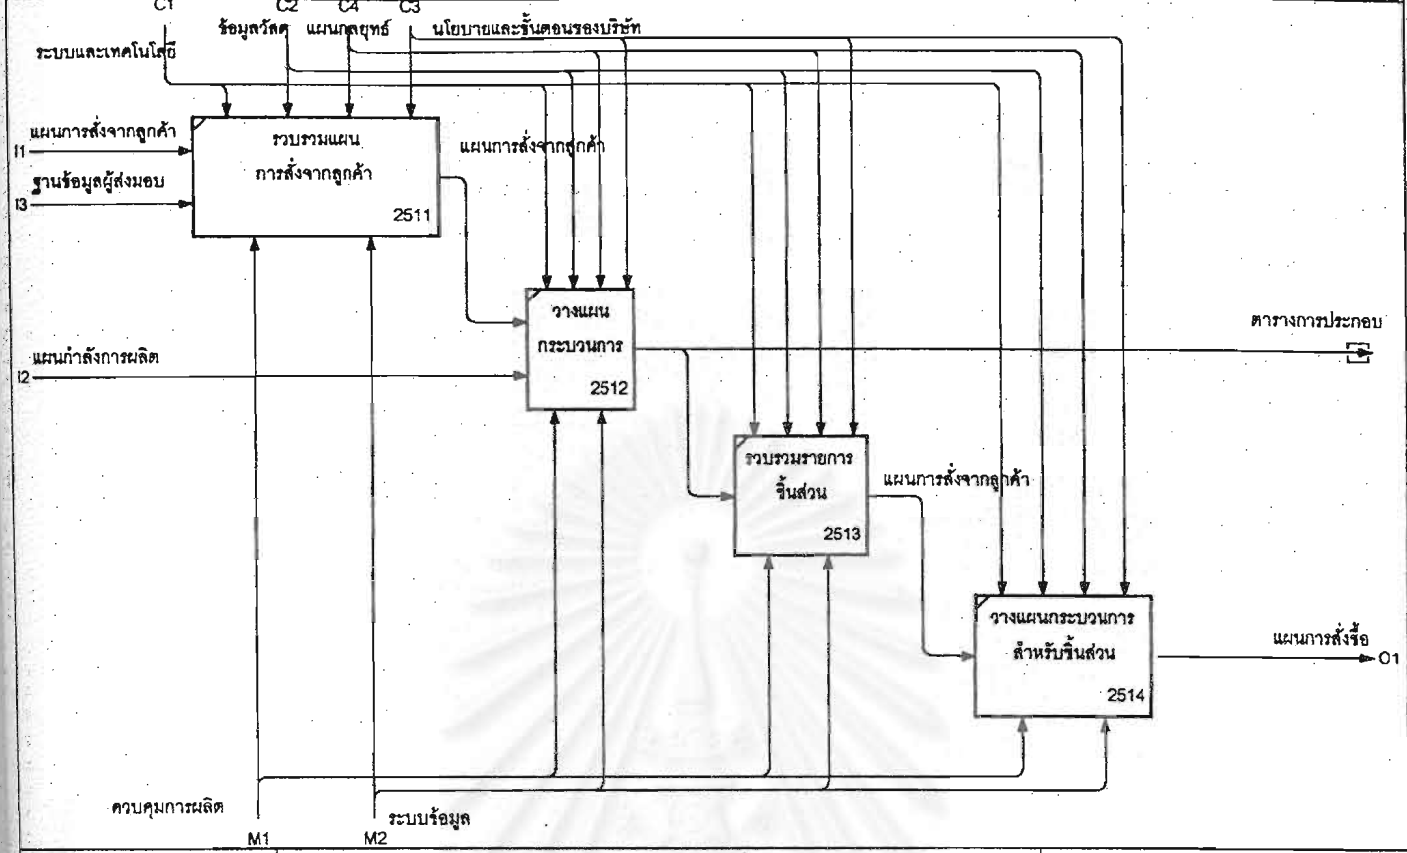 C1 C2 C4 C3
ข้อมูลวัสดุ แผนกลยุทธ์ นโยบายและขั้นตอนของบริษัท
ระบบและเทคโนโลยี
แผนการสั่งจากลูกค้า
I1
ฐานข้อมูลผู้ส่งมอบ
I3
รวบรวมแผน
การสั่งจากลูกค้า
2511
แผนการสั่งจากลูกค้า
วางแผน
กระบวนการ
2512
แผนกำลังการผลิต
I2
ตารางการประกอบ
รวบรวมรายการ
ชิ้นส่วน
2513
แผนการสั่งจากลูกค้า
วางแผนกระบวนการ
สำหรับชิ้นส่วน
2514
แผนการสั่งซื้อ
O1
ควบคุมการผลิต
M1
ระบบข้อมูล
M2